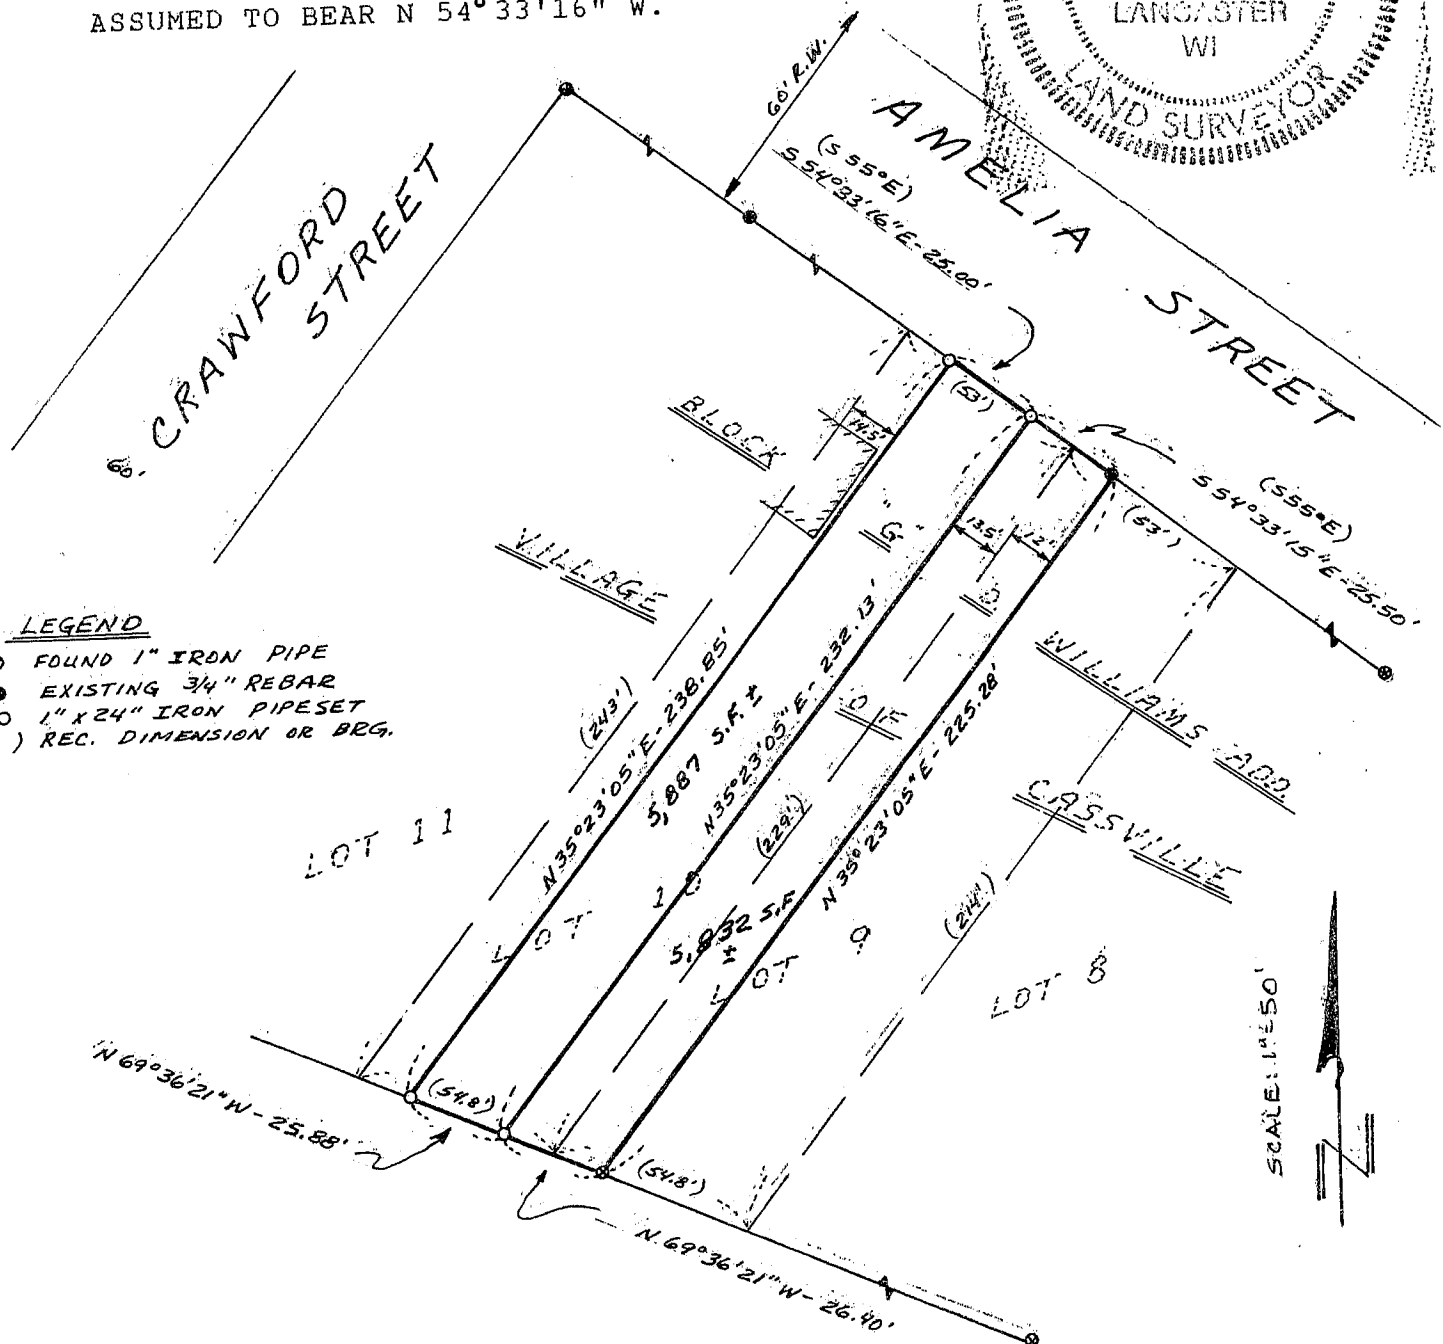 ASSUMED TO BEAR N 54°33'16" W.
LANCASTER
WI
LAND SURVEYOR
60' R.W.
AMELIA STREET
(S 55°E)
S 54°33'16"E-25.00'
CRAWFORD
STREET
60'
BLOCK
"G"
14.5'
(53')
13.5'
12'
(53')
(S55°E)
S54°33'15"E-25.50'
VILLAGE
OF
WILLIAMS ADD.
CASSVILLE
LEGEND
FOUND 1" IRON PIPE
EXISTING 3/4" REBAR
1" X 24" IRON PIPE SET
) REC. DIMENSION OR BRG.
(243')
N35°23'05"E-238.85'
5,887 S.F. ±
N35°23'05"E-232.13'
(229')
5,832 S.F.
±
N 35°23'05"E-225.28'
(214')
LOT 11
LOT 10
LOT 9
LOT 8
N 69°36'21"W-25.88'
(54.8')
(54.8')
N.69°36'21"W-26.40'
SCALE: 1"=50'